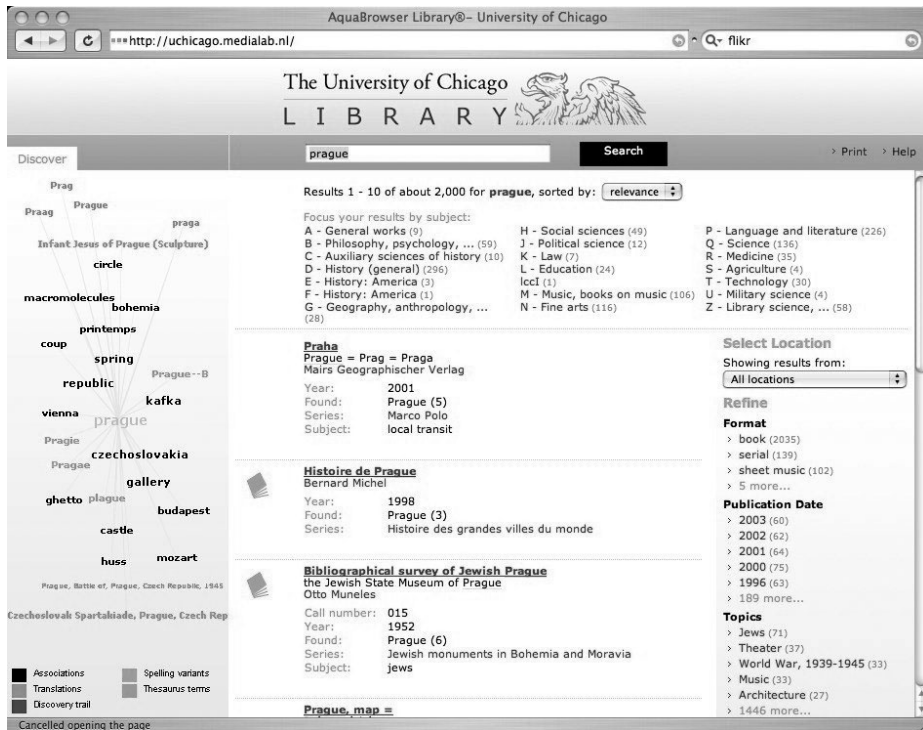 AquaBrowser Library®– University of Chicago
http://uchicago.medialab.nl/
flikr
The University of Chicago
LIBRARY
Discover
prague
Search
› Print › Help
Prag
Praag
Prague
praga
Infant Jesus of Prague (Sculpture)
circle
macromolecules
bohemia
printemps
coup
spring
Prague--B
republic
kafka
vienna
prague
Pragie
czechoslovakia
Pragae
gallery
ghetto
plague
budapest
castle
huss
mozart
Prague, Battle of, Prague, Czech Republic, 1945
Czechoslovak Spartakiade, Prague, Czech Rep
Associations
Spelling variants
Translations
Thesaurus terms
Discovery trail
Results 1 - 10 of about 2,000 for prague, sorted by: relevance
Focus your results by subject:
A - General works (9)
B - Philosophy, psychology, ... (59)
C - Auxiliary sciences of history (10)
D - History (general) (296)
E - History: America (3)
F - History: America (1)
G - Geography, anthropology, ...
(28)
H - Social sciences (49)
J - Political science (12)
K - Law (7)
L - Education (24)
lccI (1)
M - Music, books on music (106)
N - Fine arts (116)
P - Language and literature (226)
Q - Science (136)
R - Medicine (35)
S - Agriculture (4)
T - Technology (30)
U - Military science (4)
Z - Library science, ... (58)
Praha
Prague = Prag = Praga
Mairs Geographischer Verlag
Year: 2001
Found: Prague (5)
Series: Marco Polo
Subject: local transit
Histoire de Prague
Bernard Michel
Year: 1998
Found: Prague (3)
Series: Histoire des grandes villes du monde
Bibliographical survey of Jewish Prague
the Jewish State Museum of Prague
Otto Muneles
Call number: 015
Year: 1952
Found: Prague (6)
Series: Jewish monuments in Bohemia and Moravia
Subject: jews
Prague, map =
Select Location
Showing results from:
All locations
Refine
Format
› book (2035)
› serial (139)
› sheet music (102)
› 5 more...
Publication Date
› 2003 (60)
› 2002 (62)
› 2001 (64)
› 2000 (75)
› 1996 (63)
› 189 more...
Topics
› Jews (71)
› Theater (37)
› World War, 1939-1945 (33)
› Music (33)
› Architecture (27)
› 1446 more...
Cancelled opening the page